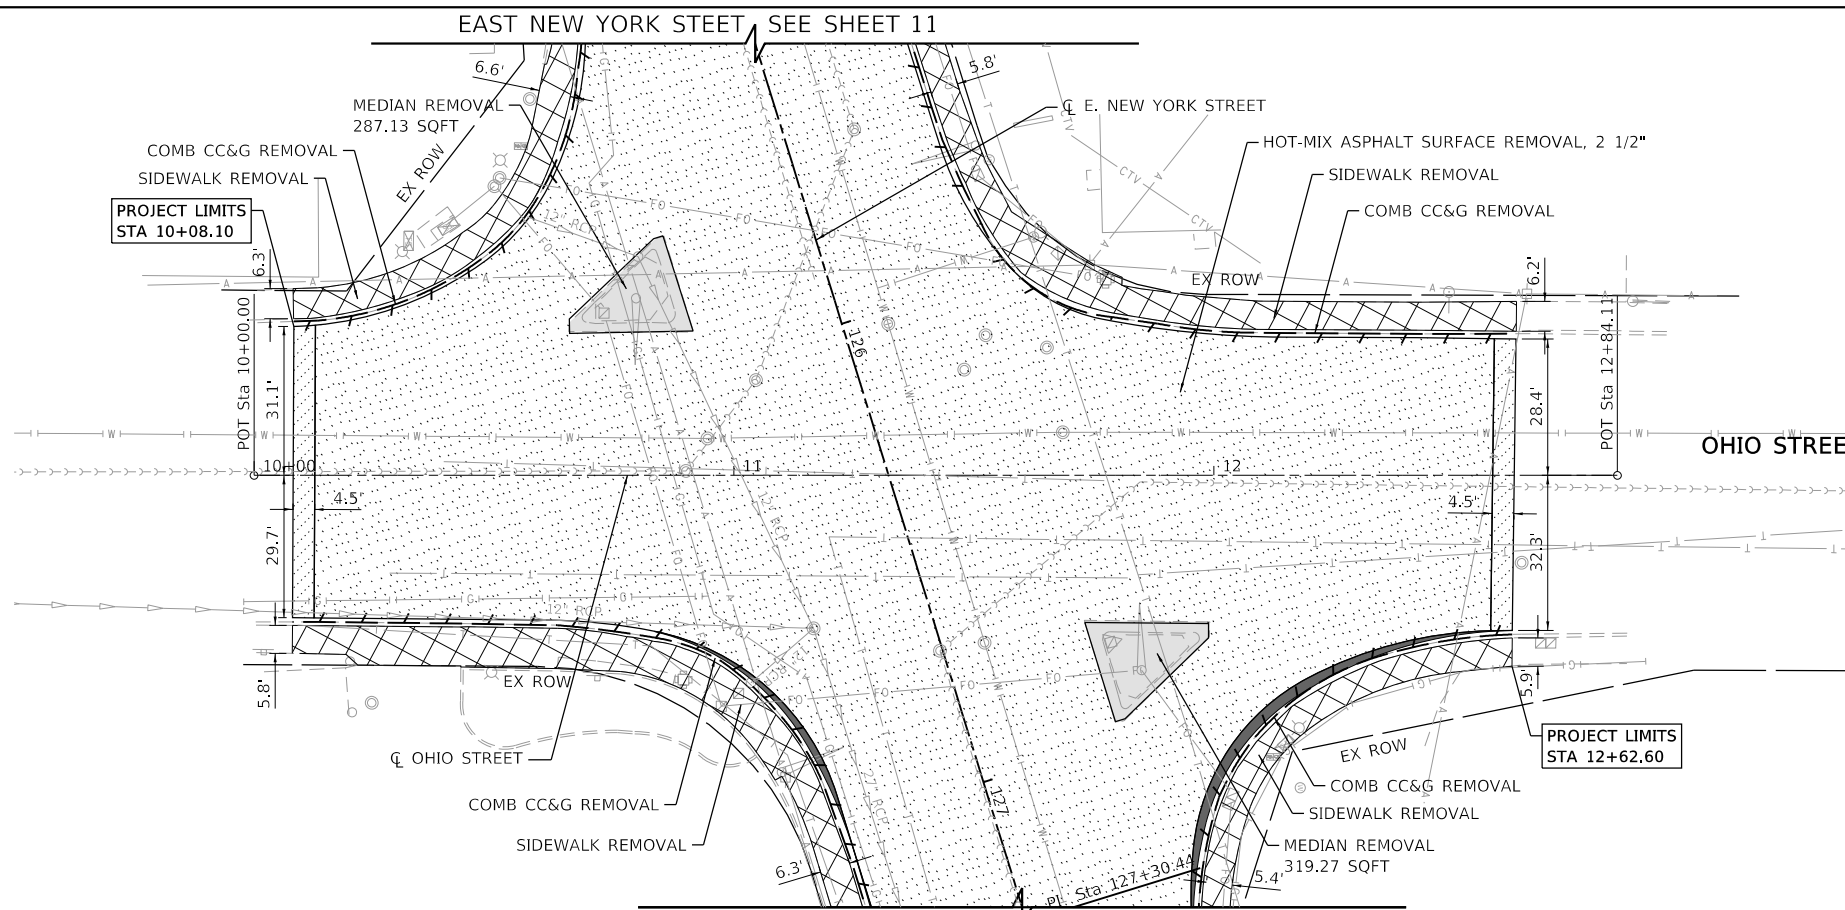 EAST NEW YORK STEET SEE SHEET 11
6.6'
5.8'
MEDIAN REMOVAL
287.13 SQFT
℄ E. NEW YORK STREET
COMB CC&G REMOVAL
SIDEWALK REMOVAL
EX ROW
HOT-MIX ASPHALT SURFACE REMOVAL, 2 1/2"
SIDEWALK REMOVAL
COMB CC&G REMOVAL
PROJECT LIMITS
STA 10+08.10
6.3'
EX ROW
6.2'
POT Sta 10+00.00
31.1'
126
28.4'
POT Sta 12+84.11
OHIO STREE
10+00
11
12
4.5'
4.5'
29.7'
32.3'
12" RCP
12" RCP
12" RCP
5.8'
EX ROW
5.9'
PROJECT LIMITS
STA 12+62.60
EX ROW
℄ OHIO STREET
COMB CC&G REMOVAL
SIDEWALK REMOVAL
127
COMB CC&G REMOVAL
SIDEWALK REMOVAL
MEDIAN REMOVAL
319.27 SQFT
6.3'
PI Sta 127+30.44
5.4'